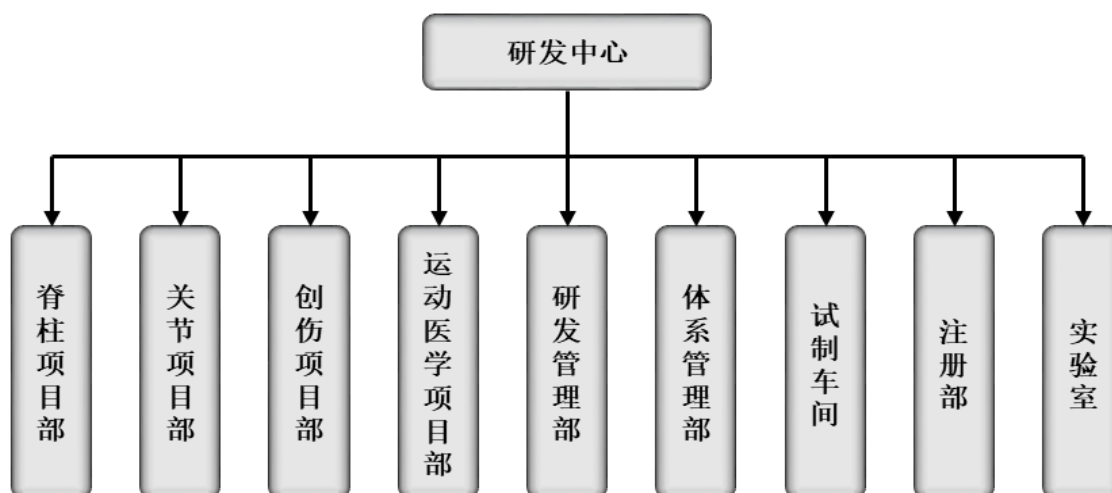 研发中心
脊柱项目部
关节项目部
创伤项目部
运动医学项目部
研发管理部
体系管理部
试制车间
注册部
实验室